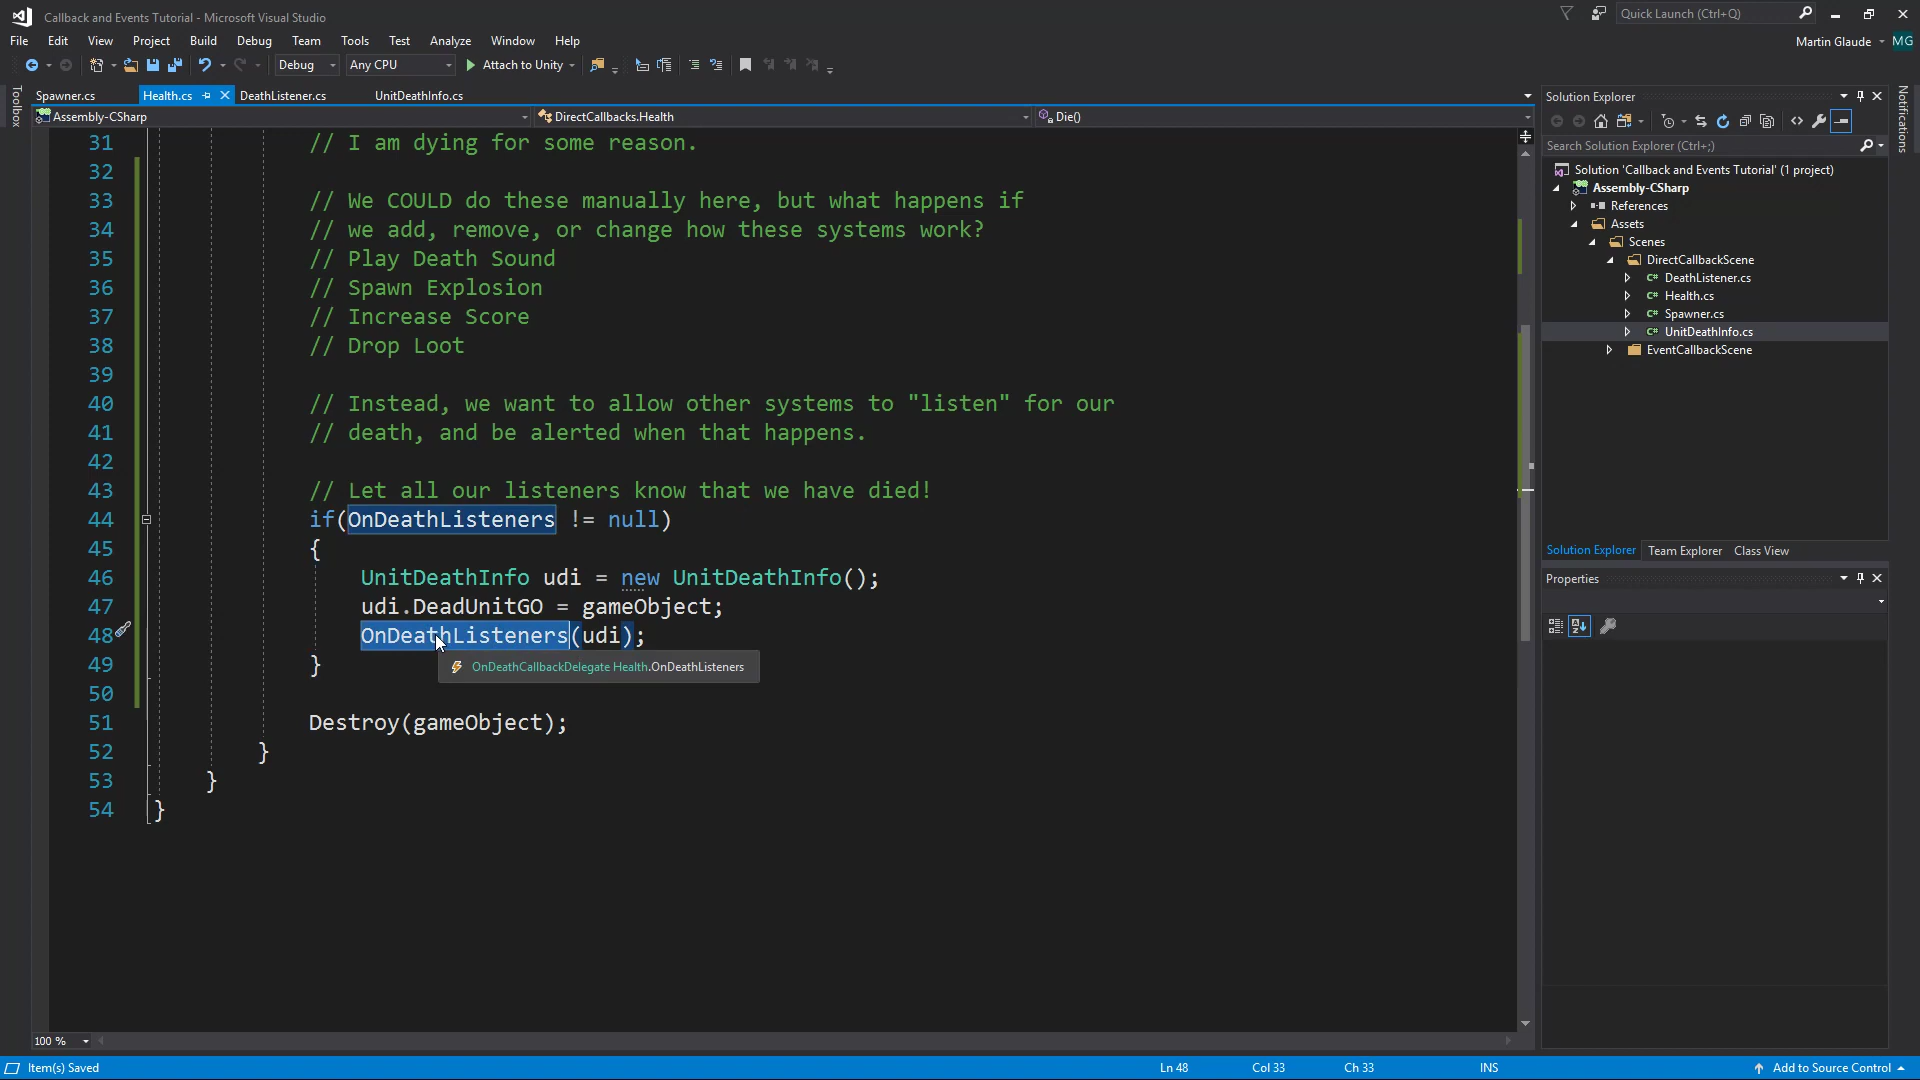 Callback and Events Tutorial - Microsoft Visual Studio
Quick Launch (Ctrl+Q)
File Edit View Project Build Debug Team Tools Test Analyze Window Help
Martin Glaude MG
Debug Any CPU Attach to Unity
Toolbox
Spawner.cs Health.cs DeathListener.cs UnitDeathInfo.cs
Assembly-CSharp DirectCallbacks.Health Die()
31 // I am dying for some reason.
32
33 // We COULD do these manually here, but what happens if
34 // we add, remove, or change how these systems work?
35 // Play Death Sound
36 // Spawn Explosion
37 // Increase Score
38 // Drop Loot
39
40 // Instead, we want to allow other systems to "listen" for our
41 // death, and be alerted when that happens.
42
43 // Let all our listeners know that we have died!
44 if(OnDeathListeners != null)
45 {
46 UnitDeathInfo udi = new UnitDeathInfo();
47 udi.DeadUnitGO = gameObject;
48 OnDeathListeners(udi);
49 }
OnDeathCallbackDelegate Health.OnDeathListeners
50
51 Destroy(gameObject);
52 }
53 }
54 }
100 %
Solution Explorer
Search Solution Explorer (Ctrl+;)
Solution 'Callback and Events Tutorial' (1 project)
Assembly-CSharp
References
Assets
Scenes
DirectCallbackScene
C# DeathListener.cs
C# Health.cs
C# Spawner.cs
C# UnitDeathInfo.cs
EventCallbackScene
Solution Explorer Team Explorer Class View
Properties
Notifications
Item(s) Saved Ln 48 Col 33 Ch 33 INS Add to Source Control